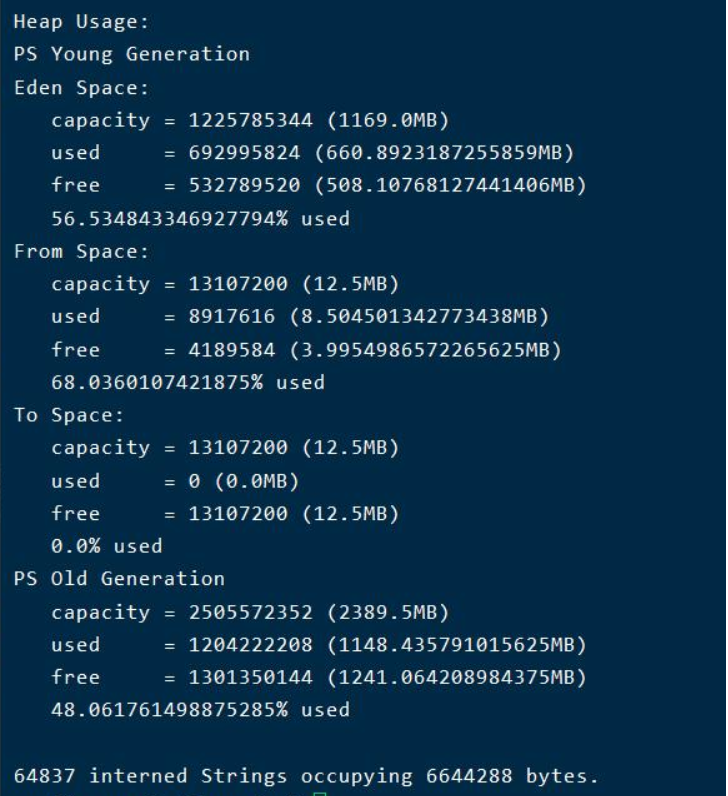 Heap Usage:
PS Young Generation
Eden Space:
   capacity = 1225785344 (1169.0MB)
   used     = 692995824 (660.8923187255859MB)
   free     = 532789520 (508.10768127441406MB)
   56.534843346927794% used
From Space:
   capacity = 13107200 (12.5MB)
   used     = 8917616 (8.504501342773438MB)
   free     = 4189584 (3.9954986572265625MB)
   68.0360107421875% used
To Space:
   capacity = 13107200 (12.5MB)
   used     = 0 (0.0MB)
   free     = 13107200 (12.5MB)
   0.0% used
PS Old Generation
   capacity = 2505572352 (2389.5MB)
   used     = 1204222208 (1148.435791015625MB)
   free     = 1301350144 (1241.064208984375MB)
   48.061761498875285% used

64837 interned Strings occupying 6644288 bytes.